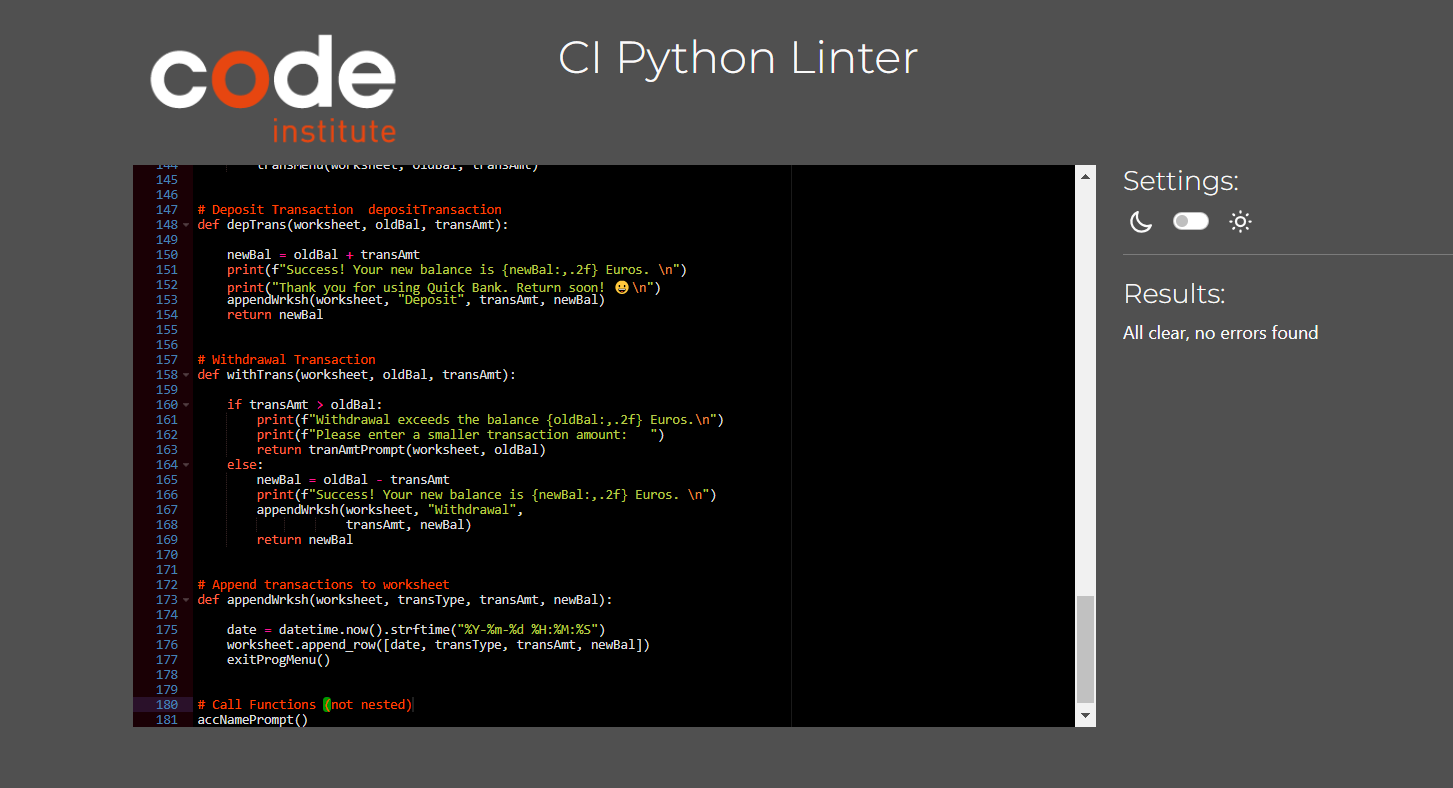 code
institute
CI Python Linter
144 transMenu(worksheet, oldBal, transAmt)
145
146
147 # Deposit Transaction  depositTransaction
148 def depTrans(worksheet, oldBal, transAmt):
149
150     newBal = oldBal + transAmt
151     print(f"Success! Your new balance is {newBal:,.2f} Euros. \n")
152     print("Thank you for using Quick Bank. Return soon! 😀\n")
153     appendWrksh(worksheet, "Deposit", transAmt, newBal)
154     return newBal
155
156
157 # Withdrawal Transaction
158 def withTrans(worksheet, oldBal, transAmt):
159
160     if transAmt > oldBal:
161         print(f"Withdrawal exceeds the balance {oldBal:,.2f} Euros.\n")
162         print(f"Please enter a smaller transaction amount:   ")
163         return tranAmtPrompt(worksheet, oldBal)
164     else:
165         newBal = oldBal - transAmt
166         print(f"Success! Your new balance is {newBal:,.2f} Euros. \n")
167         appendWrksh(worksheet, "Withdrawal",
168                     transAmt, newBal)
169         return newBal
170
171
172 # Append transactions to worksheet
173 def appendWrksh(worksheet, transType, transAmt, newBal):
174
175     date = datetime.now().strftime("%Y-%m-%d %H:%M:%S")
176     worksheet.append_row([date, transType, transAmt, newBal])
177     exitProgMenu()
178
179
180 # Call Functions (not nested)
181 accNamePrompt()
Settings:
Results:
All clear, no errors found